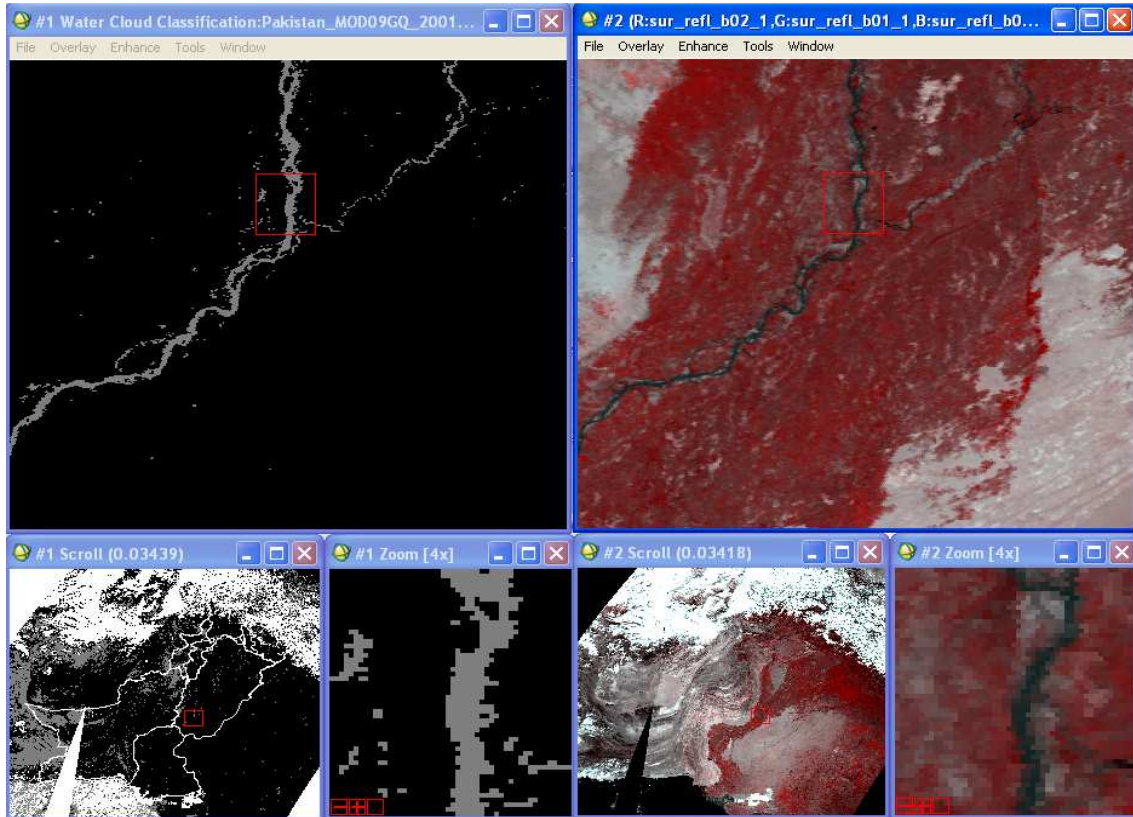 #1 Water Cloud Classification:Pakistan_MOD09GQ_2001...
File Overlay Enhance Tools Window
#2 (R:sur_refl_b02_1,G:sur_refl_b01_1,B:sur_refl_b0...
File Overlay Enhance Tools Window
#1 Scroll (0.03439)
#1 Zoom [4x]
#2 Scroll (0.03418)
#2 Zoom [4x]